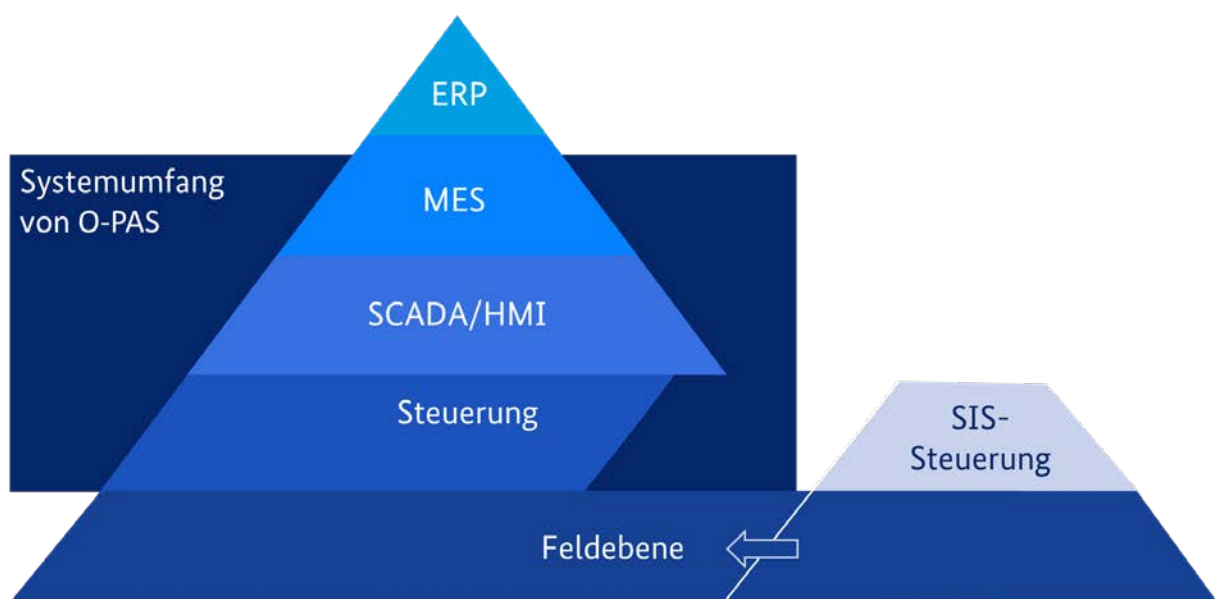 ERP
Systemumfang
von O-PAS
MES
SCADA/HMI
Steuerung
SIS-
Steuerung
Feldebene